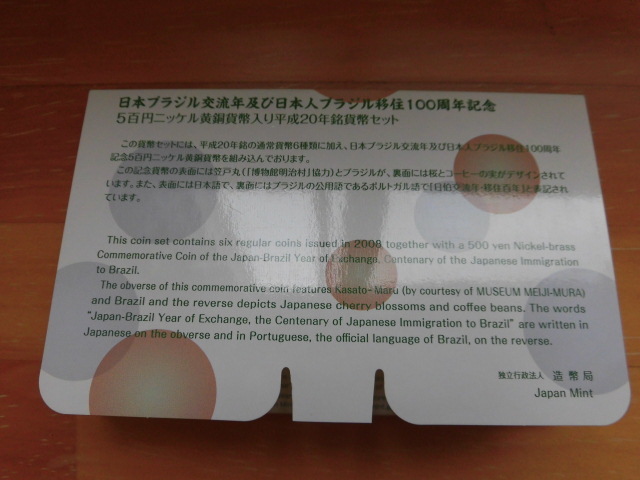 日本ブラジル交流年及び日本人ブラジル移住100周年記念
5百円ニッケル黄銅貨幣入り平成20年銘貨幣セット
この貨幣セットには、平成20年銘の通常貨幣6種類に加え、日本ブラジル交流年及び日本人ブラジル移住100周年
記念5百円ニッケル黄銅貨幣を組み込んでおります。
この記念貨幣の表面には笠戸丸(「博物館明治村」協力)とブラジルが、裏面には桜とコーヒーの実がデザインされて
います。また、表面には日本語で、裏面にはブラジルの公用語であるポルトガル語で「日伯交流年・移住百年」と表記され
ています。
This coin set contains six regular coins issued in 2008 together with a 500 yen Nickel-brass
Commemorative Coin of the Japan-Brazil Year of Exchange, Centenary of the Japanese Immigration
to Brazil.
The obverse of this commemorative coin features Kasato-Maru (by courtesy of MUSEUM MEIJI-MURA)
and Brazil and the reverse depicts Japanese cherry blossoms and coffee beans. The words
"Japan-Brazil Year of Exchange, the Centenary of Japanese Immigration to Brazil" are written in
Japanese on the obverse and in Portuguese, the official language of Brazil, on the reverse.
独立行政法人 造幣局
Japan Mint